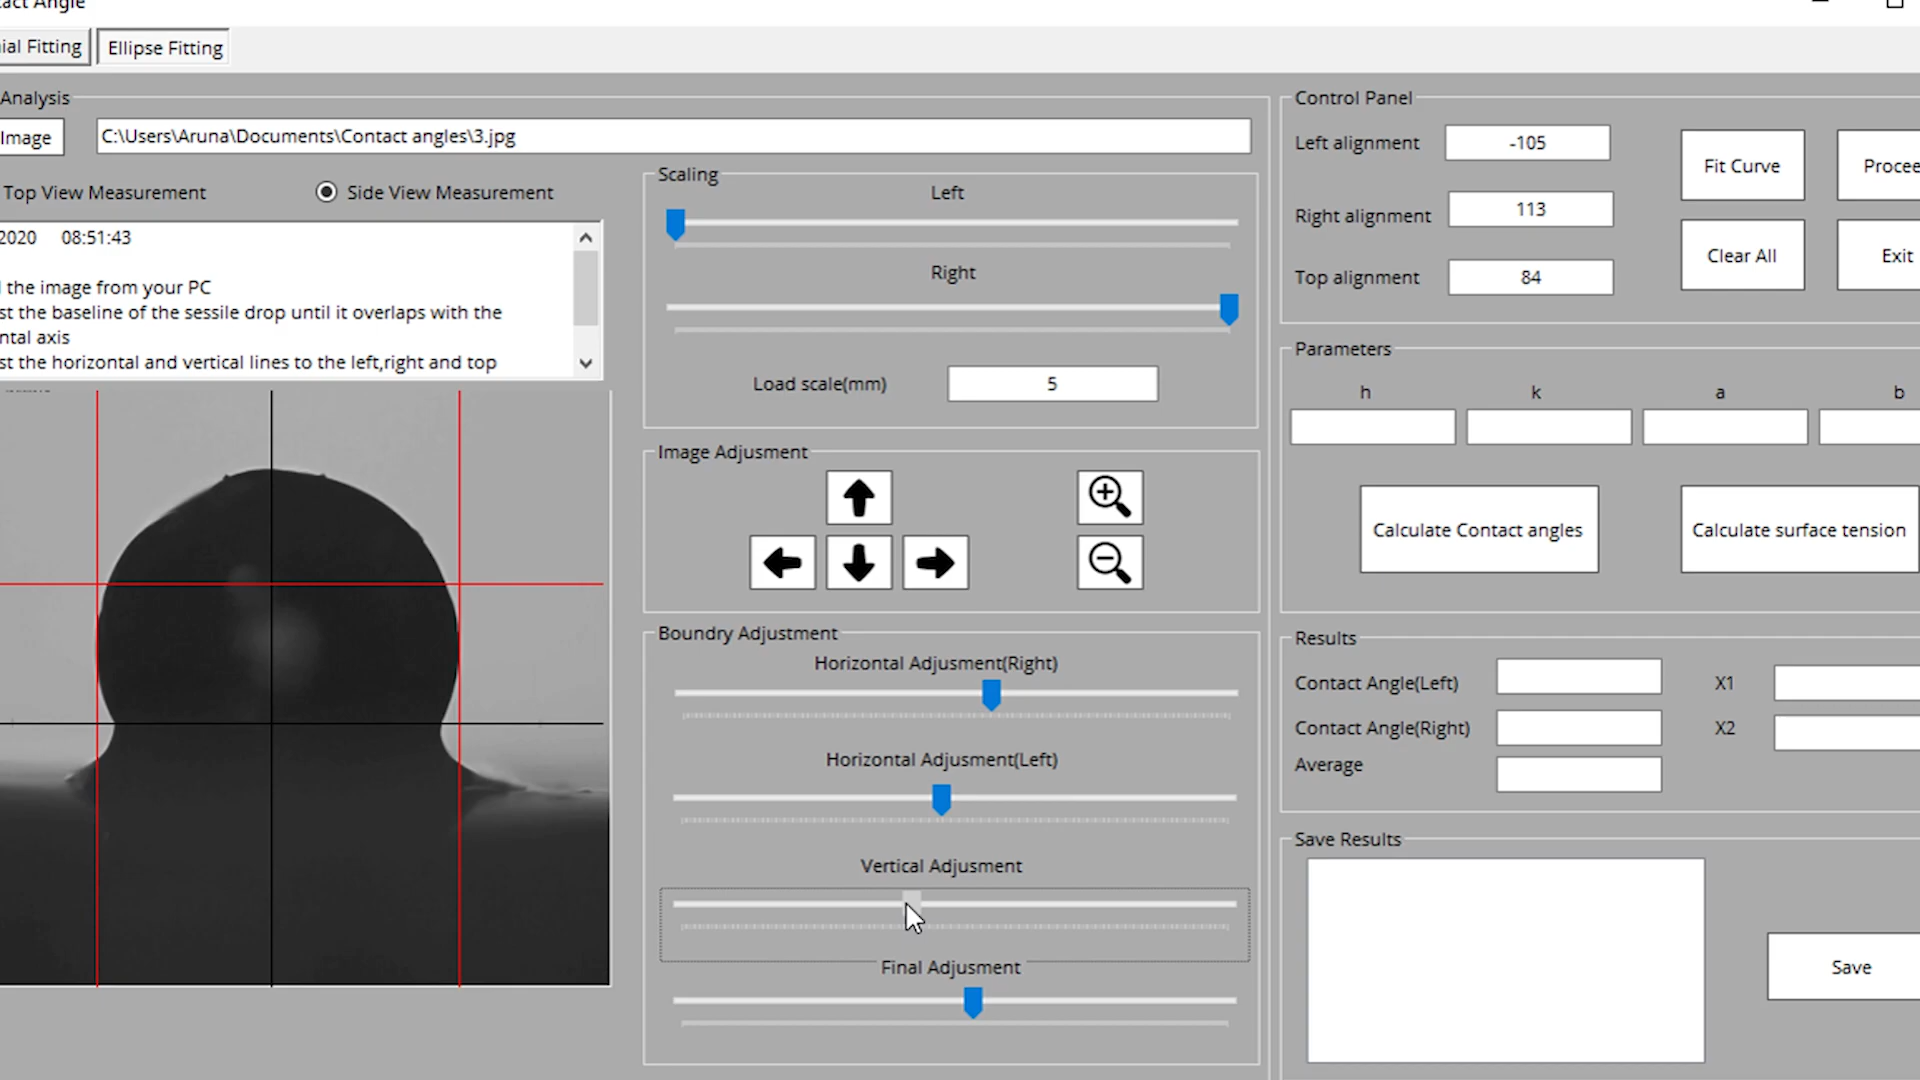 act Angle
ial Fitting
Ellipse Fitting
Analysis
Image
C:\Users\Aruna\Documents\Contact angles\3.jpg
Top View Measurement
Side View Measurement
2020 08:51:43
the image from your PC
st the baseline of the sessile drop until it overlaps with the
ntal axis
st the horizontal and vertical lines to the left,right and top
Scaling
Left
Right
Load scale(mm)
5
Image Adjusment
Boundry Adjustment
Horizontal Adjusment(Right)
Horizontal Adjusment(Left)
Vertical Adjusment
Final Adjusment
Control Panel
Left alignment
-105
Right alignment
113
Top alignment
84
Fit Curve
Procee
Clear All
Exit
Parameters
h
k
a
b
Calculate Contact angles
Calculate surface tension
Results
Contact Angle(Left)
X1
Contact Angle(Right)
X2
Average
Save Results
Save